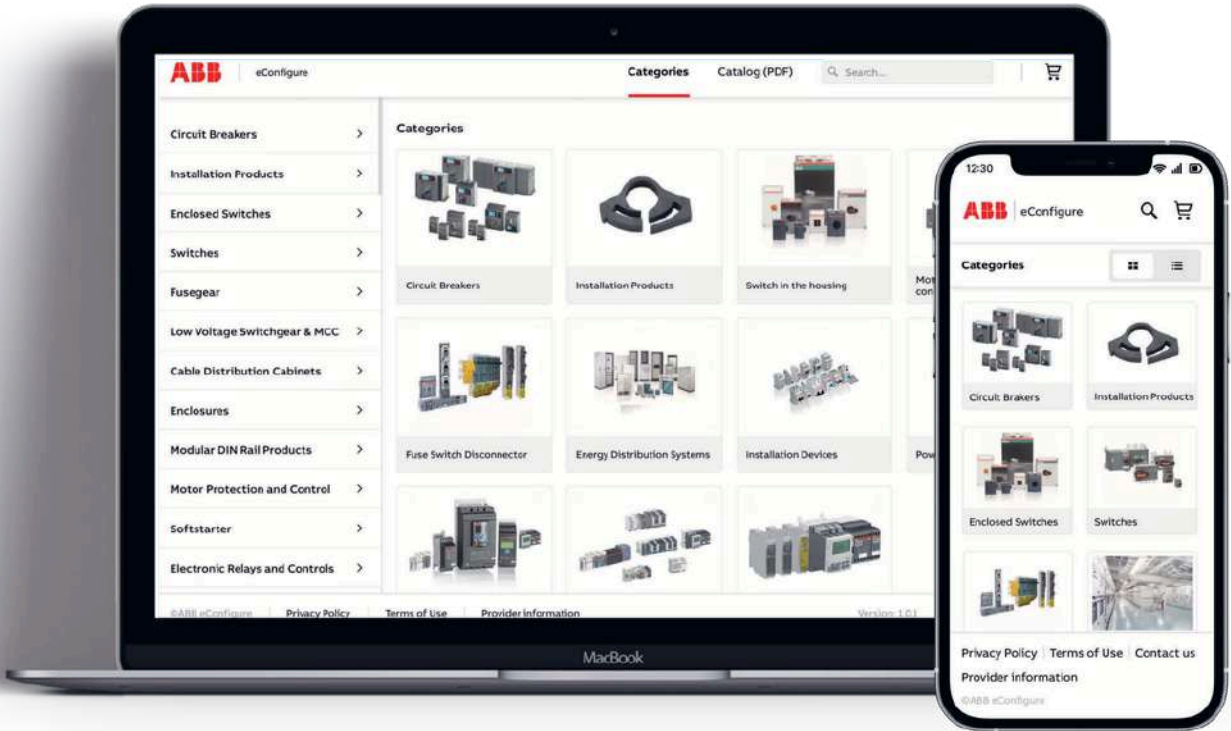 ABB eConfigure
Categories Catalog (PDF) Search...
Circuit Breakers
Installation Products
Enclosed Switches
Switches
Fusegear
Low Voltage Switchgear & MCC
Cable Distribution Cabinets
Enclosures
Modular DIN Rail Products
Motor Protection and Control
Softstarter
Electronic Relays and Controls
Categories
Circuit Breakers
Installation Products
Switch in the housing
Fuse Switch Disconnector
Energy Distribution Systems
Installation Devices
©ABB eConfigure Privacy Policy Terms of Use Provider information Version: 1.01
MacBook
12:30
ABB eConfigure
Categories
Circuit Brakers
Installation Products
Enclosed Switches
Switches
Privacy Policy Terms of Use Contact us
Provider information
©ABB eConfigure